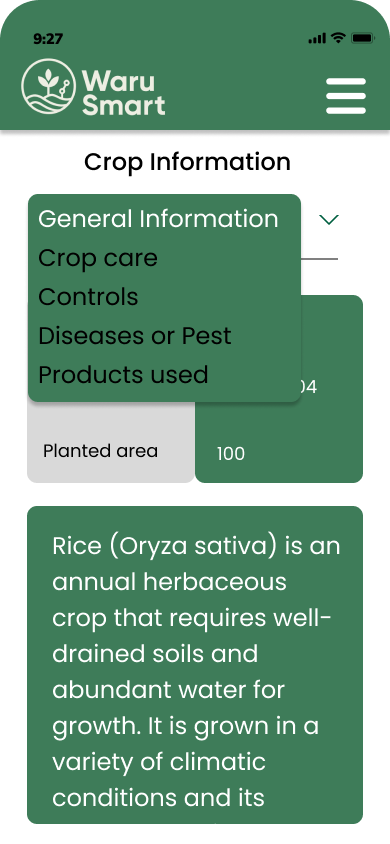 9:27
Waru
Smart
Crop Information
General Information
Crop care
Controls
Diseases or Pest
Products used
04
Planted area
100
Rice (Oryza sativa) is an
annual herbaceous
crop that requires well-
drained soils and
abundant water for
growth. It is grown in a
variety of climatic
conditions and its